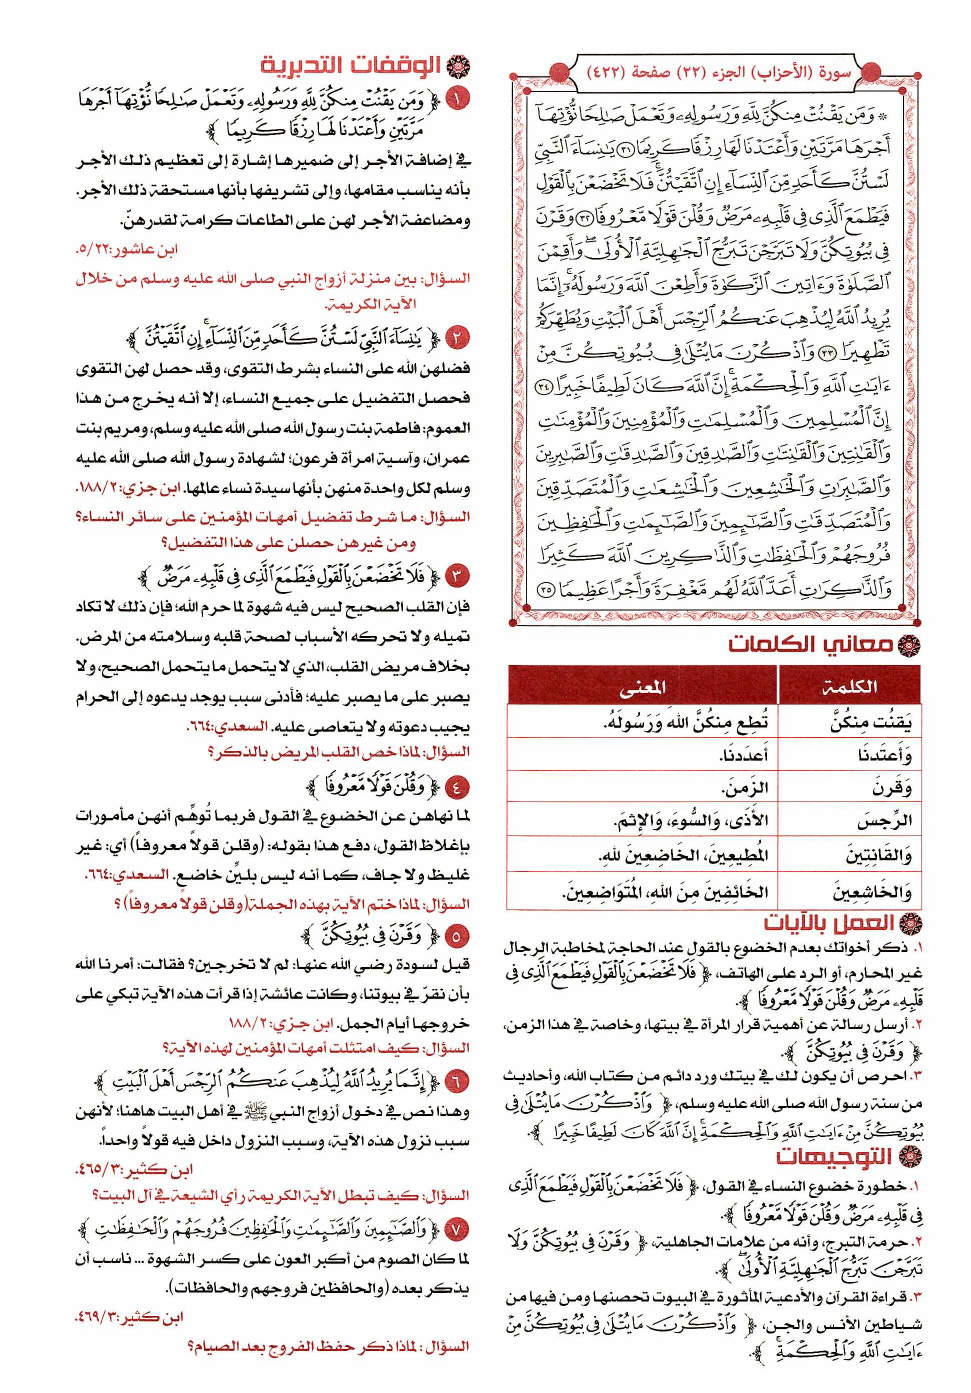 سورة (الأحزاب) الجزء (٢٢) صفحة (٤٢٢)
۞ وَمَن يَقْنُتْ مِنكُنَّ لِلَّهِ وَرَسُولِهِۦ وَتَعْمَلْ صَٰلِحًا نُّؤْتِهَآ
أَجْرَهَا مَرَّتَيْنِ وَأَعْتَدْنَا لَهَا رِزْقًا كَرِيمًا ٣١ يَٰنِسَآءَ ٱلنَّبِيِّ
لَسْتُنَّ كَأَحَدٍ مِّنَ ٱلنِّسَآءِ إِنِ ٱتَّقَيْتُنَّ فَلَا تَخْضَعْنَ بِٱلْقَوْلِ
فَيَطْمَعَ ٱلَّذِى فِى قَلْبِهِۦ مَرَضٌ وَقُلْنَ قَوْلًا مَّعْرُوفًا ٣٢ وَقَرْنَ
فِى بُيُوتِكُنَّ وَلَا تَبَرَّجْنَ تَبَرُّجَ ٱلْجَٰهِلِيَّةِ ٱلْأُولَىٰ ۖ وَأَقِمْنَ
ٱلصَّلَوٰةَ وَءَاتِينَ ٱلزَّكَوٰةَ وَأَطِعْنَ ٱللَّهَ وَرَسُولَهُۥٓ ۚ إِنَّمَا
يُرِيدُ ٱللَّهُ لِيُذْهِبَ عَنكُمُ ٱلرِّجْسَ أَهْلَ ٱلْبَيْتِ وَيُطَهِّرَكُمْ
تَطْهِيرًا ٣٣ وَٱذْكُرْنَ مَا يُتْلَىٰ فِى بُيُوتِكُنَّ مِنْ
ءَايَٰتِ ٱللَّهِ وَٱلْحِكْمَةِ ۚ إِنَّ ٱللَّهَ كَانَ لَطِيفًا خَبِيرًا ٣٤
إِنَّ ٱلْمُسْلِمِينَ وَٱلْمُسْلِمَٰتِ وَٱلْمُؤْمِنِينَ وَٱلْمُؤْمِنَٰتِ
وَٱلْقَٰنِتِينَ وَٱلْقَٰنِتَٰتِ وَٱلصَّٰدِقِينَ وَٱلصَّٰدِقَٰتِ وَٱلصَّٰبِرِينَ
وَٱلصَّٰبِرَٰتِ وَٱلْخَٰشِعِينَ وَٱلْخَٰشِعَٰتِ وَٱلْمُتَصَدِّقِينَ
وَٱلْمُتَصَدِّقَٰتِ وَٱلصَّٰٓئِمِينَ وَٱلصَّٰٓئِمَٰتِ وَٱلْحَٰفِظِينَ
فُرُوجَهُمْ وَٱلْحَٰفِظَٰتِ وَٱلذَّٰكِرِينَ ٱللَّهَ كَثِيرًا
وَٱلذَّٰكِرَٰتِ أَعَدَّ ٱللَّهُ لَهُم مَّغْفِرَةً وَأَجْرًا عَظِيمًا ٣٥
معاني الكلمات
الكلمة المعنى
يَقنُت مِنكُنَّ تُطِع مِنكُنَّ اللهَ وَرَسُولَهُ.
وَأَعتَدنَا أَعدَدنَا.
وَقَرنَ الزَمنَ.
الرِّجسَ الأَذَى، وَالسُّوءَ، وَالإثمَ.
وَالقَانِتِينَ المُطِيعِينَ، الخَاضِعِينَ للهِ.
وَالخَاشِعِينَ الخَائِفِينَ مِنَ اللهِ، المُتَوَاضِعِينَ.
العمل بالآيات
١. ذكر أخواتك بعدم الخضوع بالقول عند الحاجة لمخاطبة الرجال
غير المحارم، أو الرد على الهاتف، ﴿ فَلَا تَخْضَعْنَ بِٱلْقَوْلِ فَيَطْمَعَ ٱلَّذِى فِى
قَلْبِهِۦ مَرَضٌ وَقُلْنَ قَوْلًا مَّعْرُوفًا ﴾.
٢. أرسل رسالة عن أهمية قرار المرأة في بيتها، وخاصة في هذا الزمن،
﴿ وَقَرْنَ فِى بُيُوتِكُنَّ ﴾.
٣. احرص أن يكون لك في بيتك ورد دائم من كتاب الله، وأحاديث
من سنة رسول الله صلى الله عليه وسلم، ﴿ وَٱذْكُرْنَ مَا يُتْلَىٰ فِى
بُيُوتِكُنَّ مِنْ ءَايَٰتِ ٱللَّهِ وَٱلْحِكْمَةِ ۚ إِنَّ ٱللَّهَ كَانَ لَطِيفًا خَبِيرًا ﴾.
التوجيهات
١. خطورة خضوع النساء في القول، ﴿ فَلَا تَخْضَعْنَ بِٱلْقَوْلِ فَيَطْمَعَ ٱلَّذِى
فِى قَلْبِهِۦ مَرَضٌ وَقُلْنَ قَوْلًا مَّعْرُوفًا ﴾.
٢. حرمة التبرج، وأنه من علامات الجاهلية، ﴿ وَقَرْنَ فِى بُيُوتِكُنَّ وَلَا
تَبَرَّجْنَ تَبَرُّجَ ٱلْجَٰهِلِيَّةِ ٱلْأُولَىٰ ﴾.
٣. قراءة القرآن والأدعية المأثورة في البيوت تحصنها ومن فيها من
شياطين الأنس والجن، ﴿ وَٱذْكُرْنَ مَا يُتْلَىٰ فِى بُيُوتِكُنَّ مِنْ
ءَايَٰتِ ٱللَّهِ وَٱلْحِكْمَةِ ﴾.
الوقفات التدبرية
١ ﴿ وَمَن يَقْنُتْ مِنكُنَّ لِلَّهِ وَرَسُولِهِۦ وَتَعْمَلْ صَٰلِحًا نُّؤْتِهَآ أَجْرَهَا
مَرَّتَيْنِ وَأَعْتَدْنَا لَهَا رِزْقًا كَرِيمًا ﴾
في إضافة الأجر إلى ضميرها إشارة إلى تعظيم ذلك الأجر
بأنه يناسب مقامها، وإلى تشريفها بأنها مستحقة ذلك الأجر.
ومضاعفة الأجر لهن على الطاعات كرامة لقدرهنّ.
ابن عاشور:٥/٢٢.
السؤال: بين منزلة أزواج النبي صلى الله عليه وسلم من خلال
الآية الكريمة.
٢ ﴿ يَٰنِسَآءَ ٱلنَّبِيِّ لَسْتُنَّ كَأَحَدٍ مِّنَ ٱلنِّسَآءِ ۚ إِنِ ٱتَّقَيْتُنَّ ﴾
فضلهن الله على النساء بشرط التقوى، وقد حصل لهن التقوى
فحصل التفضيل على جميع النساء، إلا أنه يخرج من هذا
العموم: فاطمة بنت رسول الله صلى الله عليه وسلم، ومريم بنت
عمران، وآسية امرأة فرعون؛ لشهادة رسول الله صلى الله عليه
وسلم لكل واحدة منهن بأنها سيدة نساء عالمها. ابن جزي:١٨٨/٢.
السؤال: ما شرط تفضيل أمهات المؤمنين على سائر النساء؟
ومن غيرهن حصلن على هذا التفضيل؟
٣ ﴿ فَلَا تَخْضَعْنَ بِٱلْقَوْلِ فَيَطْمَعَ ٱلَّذِى فِى قَلْبِهِۦ مَرَضٌ ﴾
فإن القلب الصحيح ليس فيه شهوة لما حرم الله؛ فإن ذلك لا تكاد
تميله ولا تحركه الأسباب لصحة قلبه وسلامته من المرض.
بخلاف مريض القلب، الذي لا يتحمل ما يتحمل الصحيح، ولا
يصبر على ما يصبر عليه؛ فأدنى سبب يوجد يدعوه إلى الحرام
يجيب دعوته ولا يتعاصى عليه. السعدي:٦٦٤.
السؤال: لماذا خص القلب المريض بالذكر؟
٤ ﴿ وَقُلْنَ قَوْلًا مَّعْرُوفًا ﴾
لما نهاهن عن الخضوع في القول فربما تُوهِّم أنهن مأمورات
بإغلاظ القول، دفع هذا بقوله: (وقلن قولاً معروفاً) أي: غير
غليظ ولا جاف، كما أنه ليس بليِّن خاضع. السعدي:٦٦٤.
السؤال: لماذا ختم الآية بهذه الجملة(وقلن قولاً معروفاً) ؟
٥ ﴿ وَقَرْنَ فِى بُيُوتِكُنَّ ﴾
قيل لسودة رضي الله عنها: لم لا تخرجين؟ فقالت: أمرنا الله
بأن نقرّ في بيوتنا، وكانت عائشة إذا قرأت هذه الآية تبكي على
خروجها أيام الجمل. ابن جزي:١٨٨/٢
السؤال: كيف امتثلت أمهات المؤمنين لهذه الآية؟
٦ ﴿ إِنَّمَا يُرِيدُ ٱللَّهُ لِيُذْهِبَ عَنكُمُ ٱلرِّجْسَ أَهْلَ ٱلْبَيْتِ ﴾
وهذا نص في دخول أزواج النبي ﷺ في أهل البيت هاهنا؛ لأنهن
سبب نزول هذه الآية، وسبب النزول داخل فيه قولاً واحداً.
ابن كثير:٤٦٥/٣.
السؤال: كيف تبطل الآية الكريمة رأي الشيعة في آل البيت؟
٧ ﴿ وَٱلصَّٰٓئِمِينَ وَٱلصَّٰٓئِمَٰتِ وَٱلْحَٰفِظِينَ فُرُوجَهُمْ وَٱلْحَٰفِظَٰتِ ﴾
لما كان الصوم من أكبر العون على كسر الشهوة ... ناسب أن
يذكر بعده (والحافظين فروجهم والحافظات).
ابن كثير:٤٦٩/٣.
السؤال : لماذا ذكر حفظ الفروج بعد الصيام؟